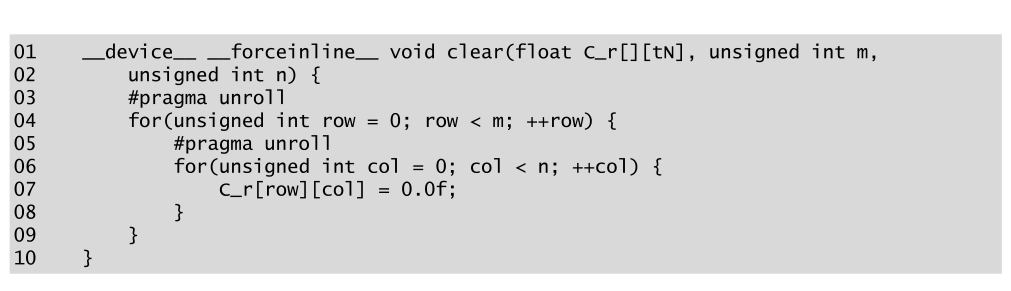 01    __device__ __forceinline__ void clear(float C_r[][tN], unsigned int m,
02        unsigned int n) {
03        #pragma unroll
04        for(unsigned int row = 0; row < m; ++row) {
05            #pragma unroll
06            for(unsigned int col = 0; col < n; ++col) {
07                C_r[row][col] = 0.0f;
08            }
09        }
10    }